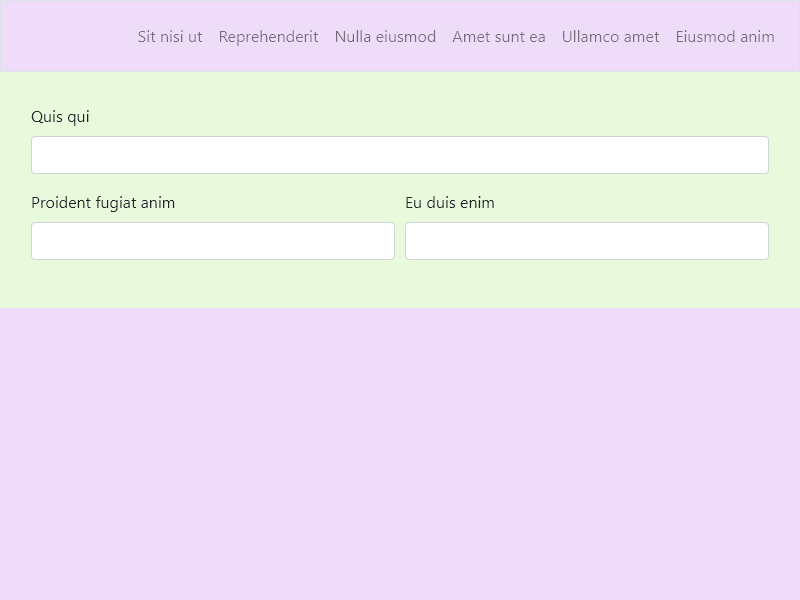 Sit nisi ut Reprehenderit Nulla eiusmod Amet sunt ea Ullamco amet Eiusmod anim
Quis qui
Proident fugiat anim Eu duis enim